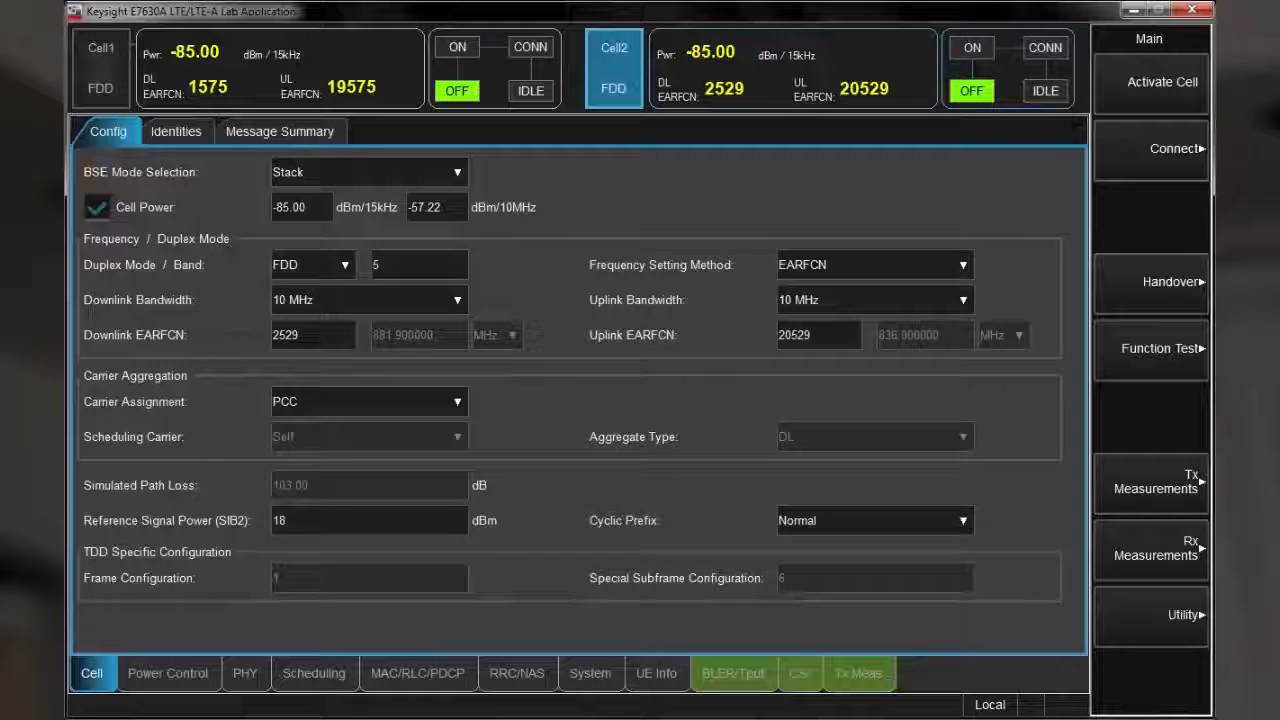 Keysight E7630A LTE/LTE-A Lab Application
Cell1
FDD
Pwr: -85.00 dBm / 15kHz
DL EARFCN: 1575 UL EARFCN: 19575
ON CONN
OFF IDLE
Cell2
FDD
Pwr: -85.00 dBm / 15kHz
DL EARFCN: 2529 UL EARFCN: 20529
ON CONN
OFF IDLE
Main
Activate Cell
Connect
Handover
Function Test
Tx Measurements
Rx Measurements
Utility
Config Identities Message Summary
BSE Mode Selection: Stack
Cell Power: -85.00 dBm/15kHz -57.22 dBm/10MHz
Frequency / Duplex Mode
Duplex Mode / Band: FDD 5 Frequency Setting Method: EARFCN
Downlink Bandwidth: 10 MHz Uplink Bandwidth: 10 MHz
Downlink EARFCN: 2529 881.900000 MHz Uplink EARFCN: 20529 836.900000 MHz
Carrier Aggregation
Carrier Assignment: PCC
Scheduling Carrier: Self Aggregate Type: DL
Simulated Path Loss: 103.00 dB
Reference Signal Power (SIB2): 18 dBm Cyclic Prefix: Normal
TDD Specific Configuration
Frame Configuration: 1 Special Subframe Configuration: 6
Cell Power Control PHY Scheduling MAC/RLC/PDCP RRC/NAS System UE Info BLER/Tput CSI Tx Meas
Local